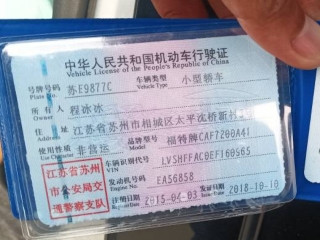 中华人民共和国机动车行驶证
Vehicle License of the People's Republic of China
号牌号码 苏E9877C 车辆类型 小型轿车
Plate No. Vehicle Type
所有人 程冰冰
Owner
住址 江苏省苏州市相城区太平沈桥新村
Address
使用性质 非营运 品牌型号 福特牌CAF7200A41
Use Character Model
江苏省苏州市公安局交通警察支队
车辆识别代号 LVSHFFAC0EF160565
VIN
发动机号码 EA56858
Engine No.
注册日期 2015-04-03 发证日期 2018-10-10